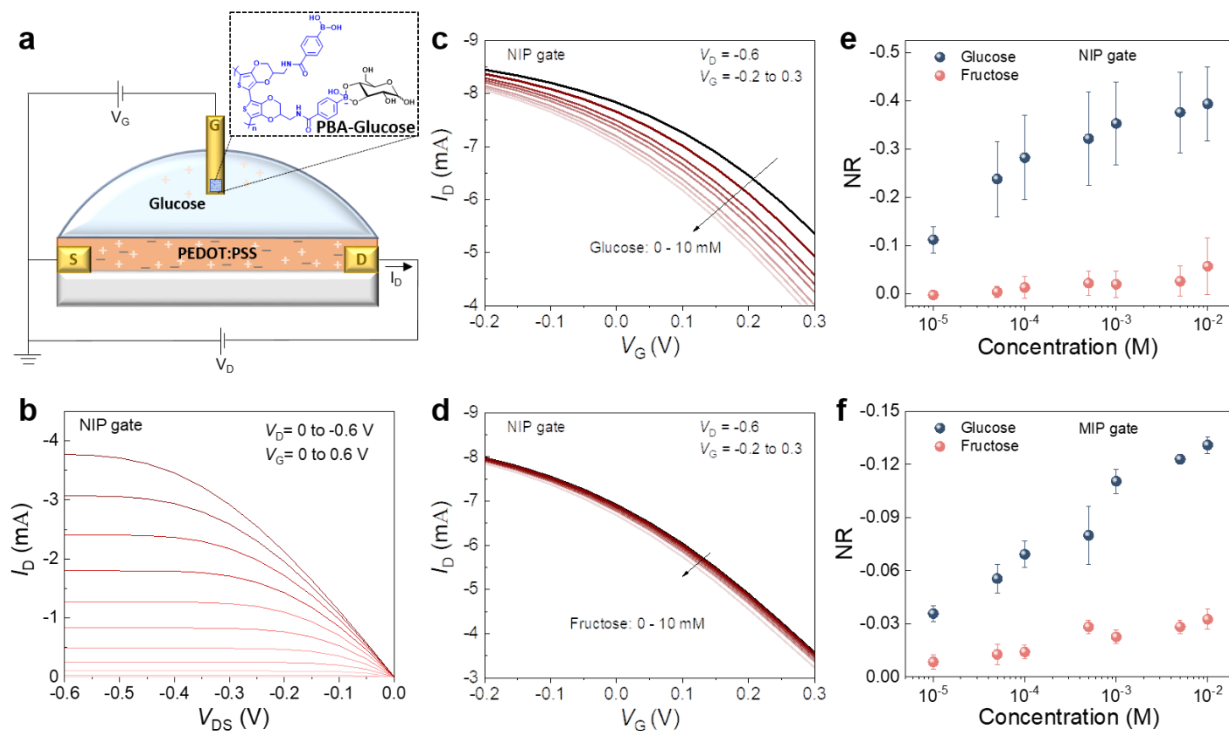 a
V_G
G
HO
B-OH
O
NH
O
O
S
S
O
O
n
NH
O
OH
B-O
HO
O
O
OH
OH
PBA-Glucose
Glucose
PEDOT:PSS
S
D
I_D
V_D
b
NIP gate
V_D= 0 to -0.6 V
V_G= 0 to 0.6 V
-4
-3
-2
-1
0
I_D (mA)
-0.6 -0.5 -0.4 -0.3 -0.2 -0.1 0.0
V_DS (V)
c
NIP gate
V_D = -0.6
V_G = -0.2 to 0.3
Glucose: 0 - 10 mM
-9
-8
-7
-6
-5
-4
I_D (mA)
-0.2 -0.1 0.0 0.1 0.2 0.3
V_G (V)
d
NIP gate
V_D = -0.6
V_G = -0.2 to 0.3
Fructose: 0 - 10 mM
-9
-8
-7
-6
-5
-4
-3
I_D (mA)
-0.2 -0.1 0.0 0.1 0.2 0.3
V_G (V)
e
Glucose
Fructose
NIP gate
-0.5
-0.4
-0.3
-0.2
-0.1
0.0
NR
10⁻⁵ 10⁻⁴ 10⁻³ 10⁻²
Concentration (M)
f
Glucose
Fructose
MIP gate
-0.15
-0.12
-0.09
-0.06
-0.03
-0.00
NR
10⁻⁵ 10⁻⁴ 10⁻³ 10⁻²
Concentration (M)